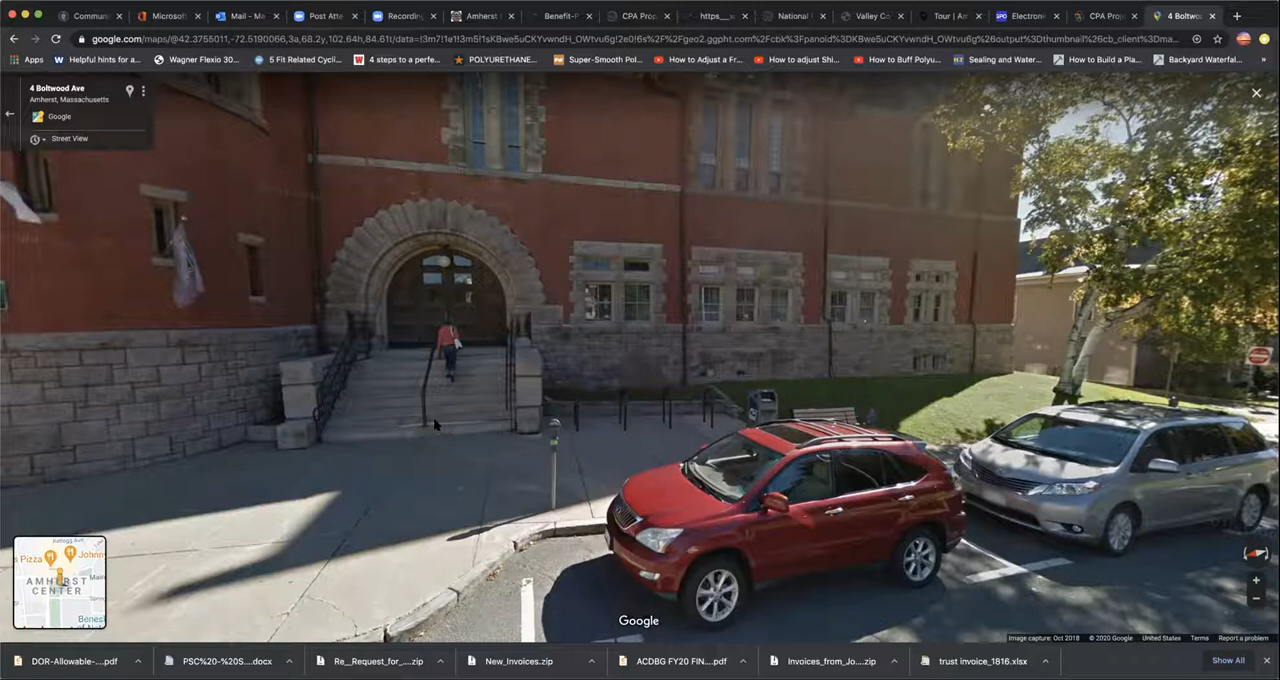 Commun
Microsoft
Mail - Ma
Post Atte
Recording
Amherst
Benefit-P
CPA Prop
https__
National
Valley Co
Tour | Am
Electroni
CPA Proj
4 Boltwo
google.com/maps/@42.3755011,-72.5190066,3a,68.2y,102.64h,84.61t/data=!3m7!1e1!3m5!1sKBwe5uCKYvwndH_OWtvu6g!2e0!6s%2F%2Fgeo2.ggpht.com%2Fcbk%3Fpanoid%3DKBwe5uCKYvwndH_OWtvu6g%26output%3Dthumbnail%26cb_client%3Dma...
Apps
Helpful hints for a...
Wagner Flexio 30...
5 Fit Related Cycli...
4 steps to a perfe...
POLYURETHANE...
Super-Smooth Pol...
How to Adjust a Fr...
How to adjust Shi...
How to Buff Polyu...
Sealing and Water...
How to Build a Pla...
Backyard Waterfal...
»
4 Boltwood Ave
Amherst, Massachusetts
Google
Street View
Kellogg Ave
s Pizza
Johnny
AMHERST
CENTER
Google
Image capture: Oct 2018
© 2020 Google
United States
Terms
Report a problem
DOR-Allowable-....pdf
PSC%20-%20S....docx
Re__Request_for_....zip
New_Invoices.zip
ACDBG FY20 FIN....pdf
Invoices_from_Jo....zip
trust invoice_1816.xlsx
Show All